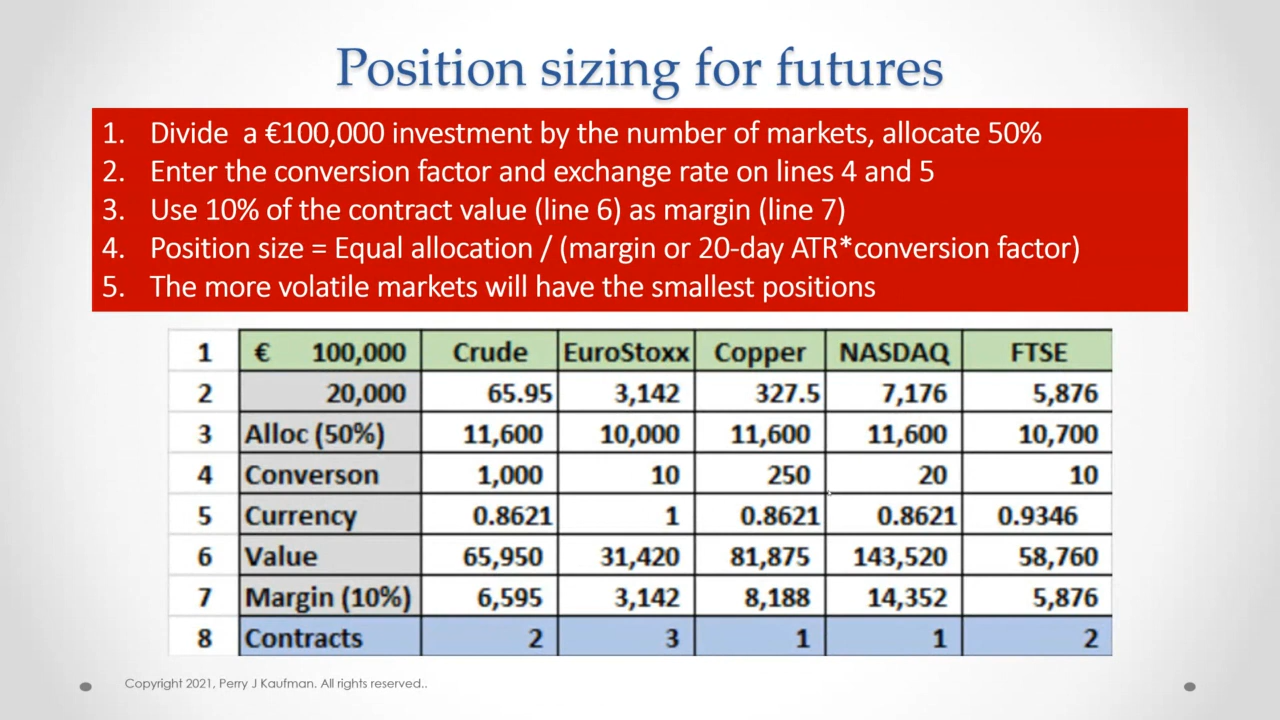 Position sizing for futures
1. Divide a €100,000 investment by the number of markets, allocate 50%
2. Enter the conversion factor and exchange rate on lines 4 and 5
3. Use 10% of the contract value (line 6) as margin (line 7)
4. Position size = Equal allocation / (margin or 20-day ATR*conversion factor)
5. The more volatile markets will have the smallest positions
1 € 100,000 Crude EuroStoxx Copper NASDAQ FTSE
2 20,000 65.95 3,142 327.5 7,176 5,876
3 Alloc (50%) 11,600 10,000 11,600 11,600 10,700
4 Converson 1,000 10 250 20 10
5 Currency 0.8621 1 0.8621 0.8621 0.9346
6 Value 65,950 31,420 81,875 143,520 58,760
7 Margin (10%) 6,595 3,142 8,188 14,352 5,876
8 Contracts 2 3 1 1 2
Copyright 2021, Perry J Kaufman. All rights reserved..